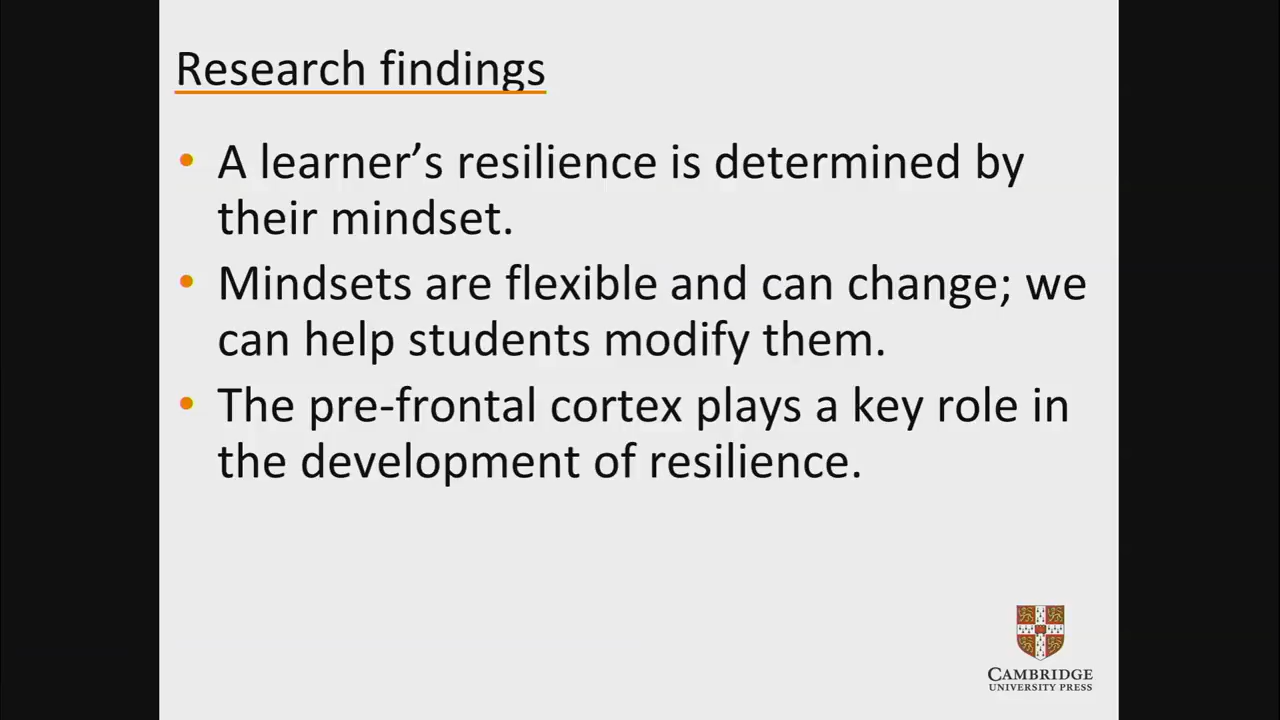 Research findings
• A learner’s resilience is determined by
their mindset.
• Mindsets are flexible and can change; we
can help students modify them.
• The pre-frontal cortex plays a key role in
the development of resilience.
CAMBRIDGE
UNIVERSITY PRESS